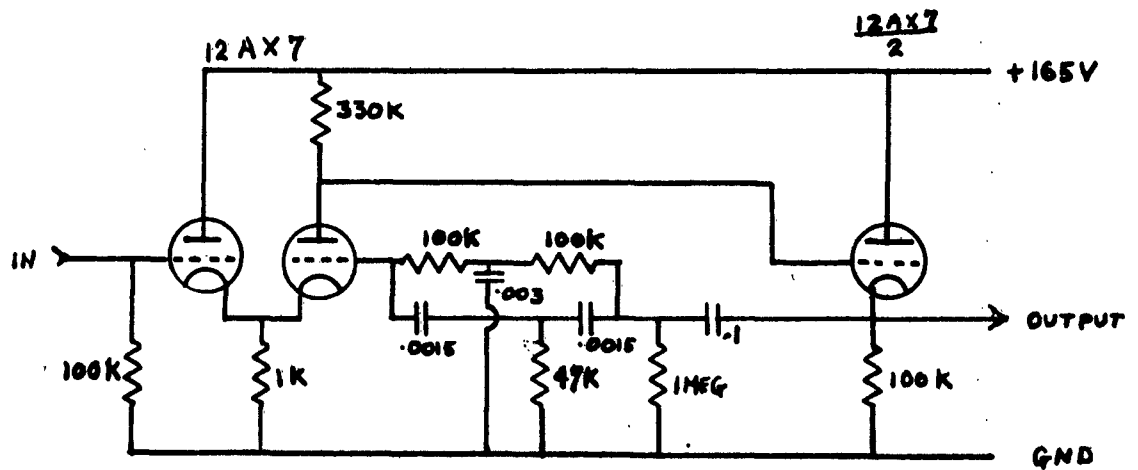 12AX7
12AX7
2
+165V
330K
IN
100K
100K
.003
.0015
.0015
.1
OUTPUT
100K
1K
47K
1MEG
100K
GND